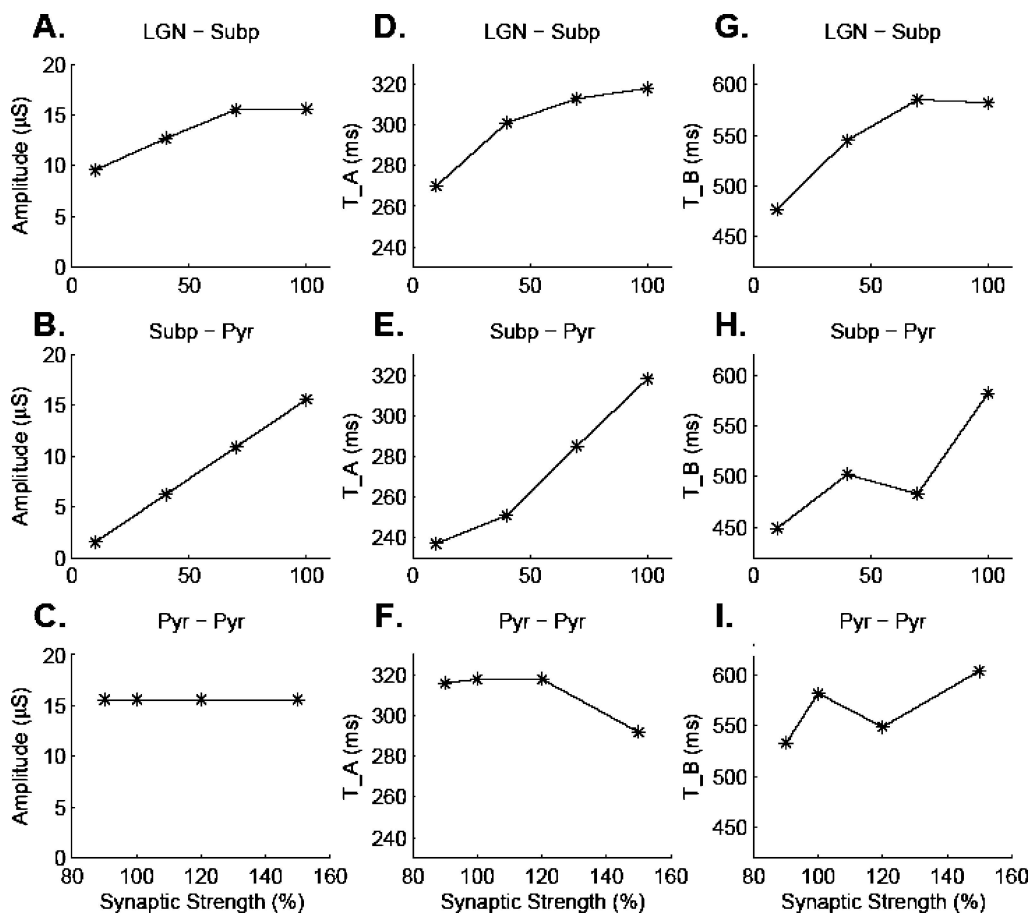 A. LGN – Subp
Amplitude (µS)
20
15
10
5
0
0 50 100
D. LGN – Subp
T_A (ms)
320
300
280
260
240
0 50 100
G. LGN – Subp
T_B (ms)
600
550
500
450
0 50 100
B. Subp – Pyr
Amplitude (µS)
20
15
10
5
0
0 50 100
E. Subp – Pyr
T_A (ms)
320
300
280
260
240
0 50 100
H. Subp – Pyr
T_B (ms)
600
550
500
450
0 50 100
C. Pyr – Pyr
Amplitude (µS)
20
15
10
5
0
80 100 120 140 160
Synaptic Strength (%)
F. Pyr – Pyr
T_A (ms)
320
300
280
260
240
80 100 120 140 160
Synaptic Strength (%)
I. Pyr – Pyr
T_B (ms)
600
550
500
450
80 100 120 140 160
Synaptic Strength (%)